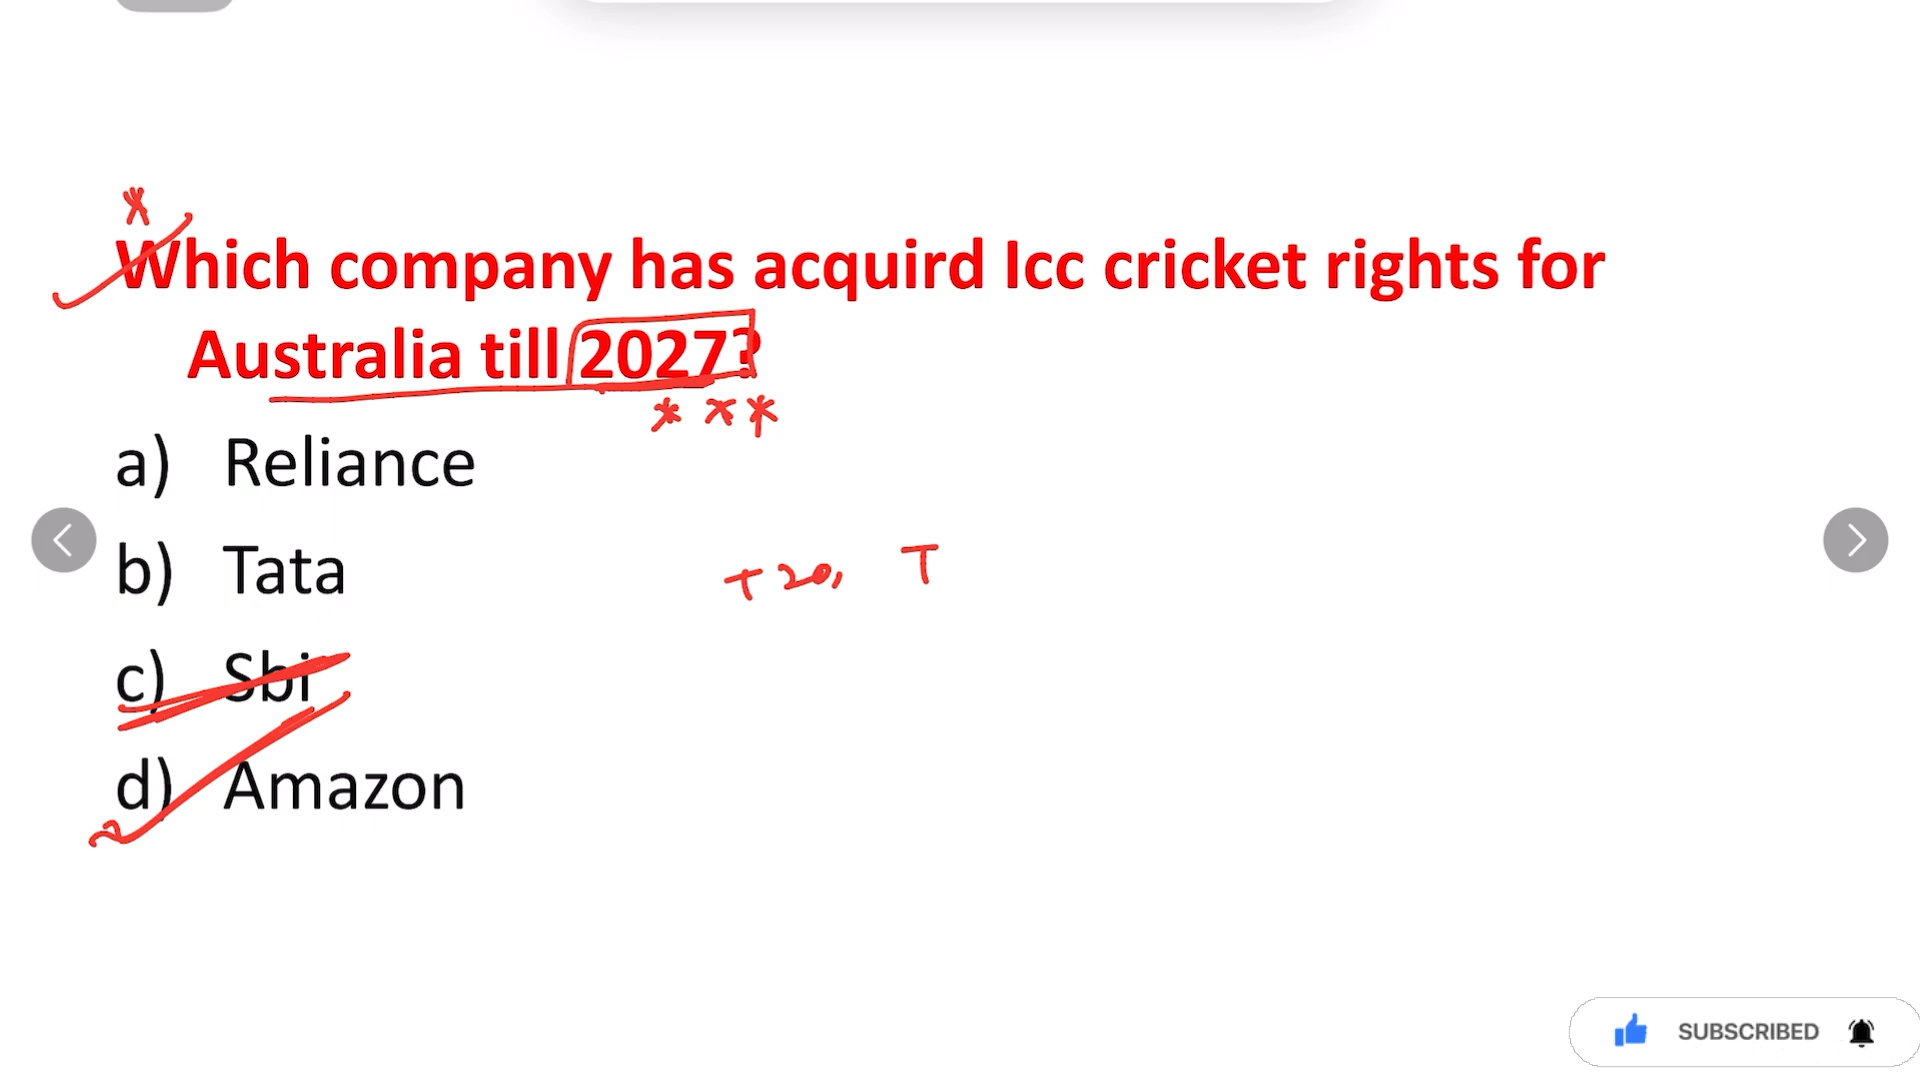 Which company has acquird Icc cricket rights for
Australia till 2027?
* * *
a) Reliance
b) Tata
T20, T
c) Sbi
d) Amazon
SUBSCRIBED